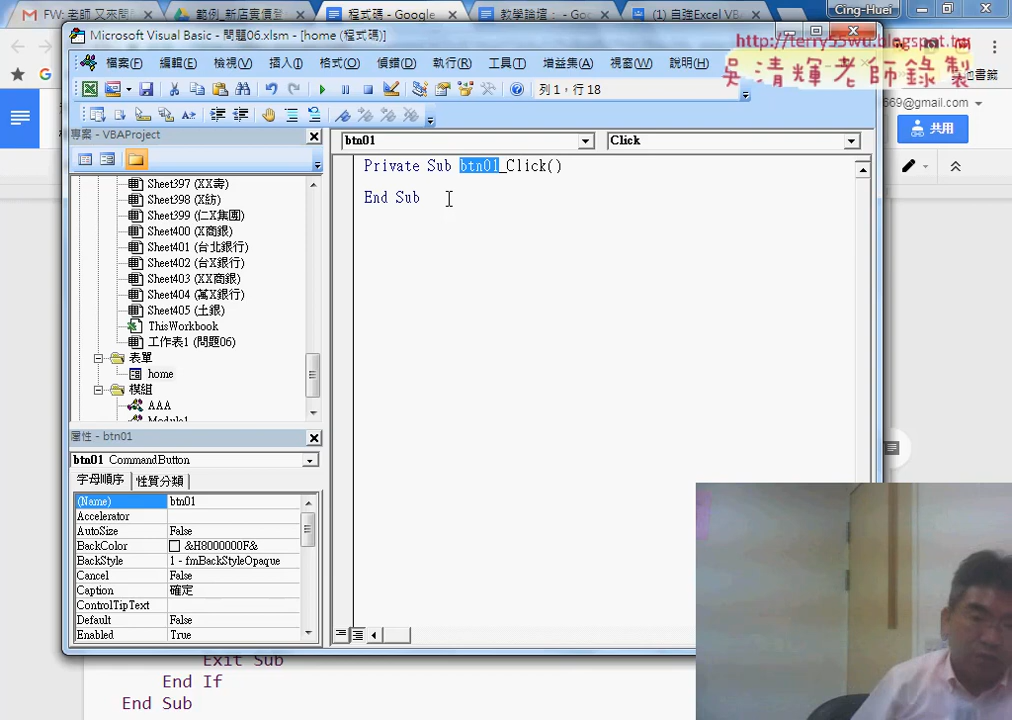 FW: 老師 又來問
範例_新店實價登
程式碼 - Google
教學論壇：- Goo
(1) 自強Excel VB
Cing-Huei
Microsoft Visual Basic - 問題06.xlsm - [home (程式碼)]
http://terry55wu.blogspot.tw
吳清輝老師錄製
檔案(F) 編輯(E) 檢視(V) 插入(I) 格式(O) 偵錯(D) 執行(R) 工具(T) 增益集(A) 視窗(W) 說明(H)
列 1，行 18
669@gmail.com
共用
專案 - VBAProject
btn01
Click
Private Sub btn01_Click()
End Sub
Sheet397 (XX壽)
Sheet398 (X紡)
Sheet399 (仁X集團)
Sheet400 (X商銀)
Sheet401 (台北銀行)
Sheet402 (台X銀行)
Sheet403 (XX商銀)
Sheet404 (萬X銀行)
Sheet405 (土銀)
ThisWorkbook
工作表1 (問題06)
表單
home
模組
AAA
Module1
屬性 - btn01
btn01 CommandButton
字母順序 性質分類
(Name) btn01
Accelerator
AutoSize False
BackColor &H8000000F&
BackStyle 1 - fmBackStyleOpaque
Cancel False
Caption 確定
ControlTipText
Default False
Enabled True
Exit Sub
End If
End Sub